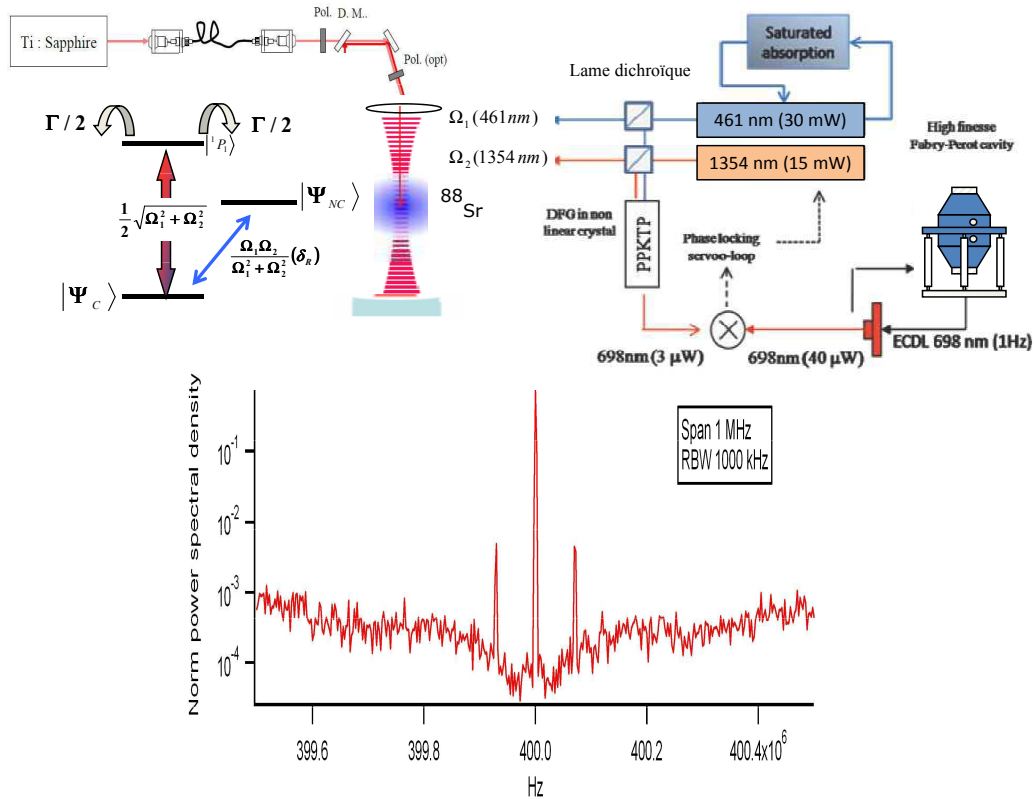 Ti : Sapphire
Pol. D. M..
Pol. (opt)
Γ / 2
Γ / 2
|¹P₁⟩
½√Ω₁²+Ω₂²
|Ψ_NC⟩
Ω₁Ω₂/Ω₁²+Ω₂² (δ_R)
|Ψ_C⟩
⁸⁸Sr
Saturated
absorption
Lame dichroïque
Ω₁(461nm)
461 nm (30 mW)
High finesse
Fabry-Perot cavity
Ω₂(1354nm)
1354 nm (15 mW)
DFG in non
linear crystal
PPKTP
Phase locking
servoo-loop
698nm (3 μW)
698nm (40 μW)
ECDL 698 nm (1Hz)
Norm power spectral density
10⁻¹
10⁻²
10⁻³
10⁻⁴
Span 1 MHz
RBW 1000 kHz
399.6
399.8
400.0
400.2
400.4x10⁶
Hz